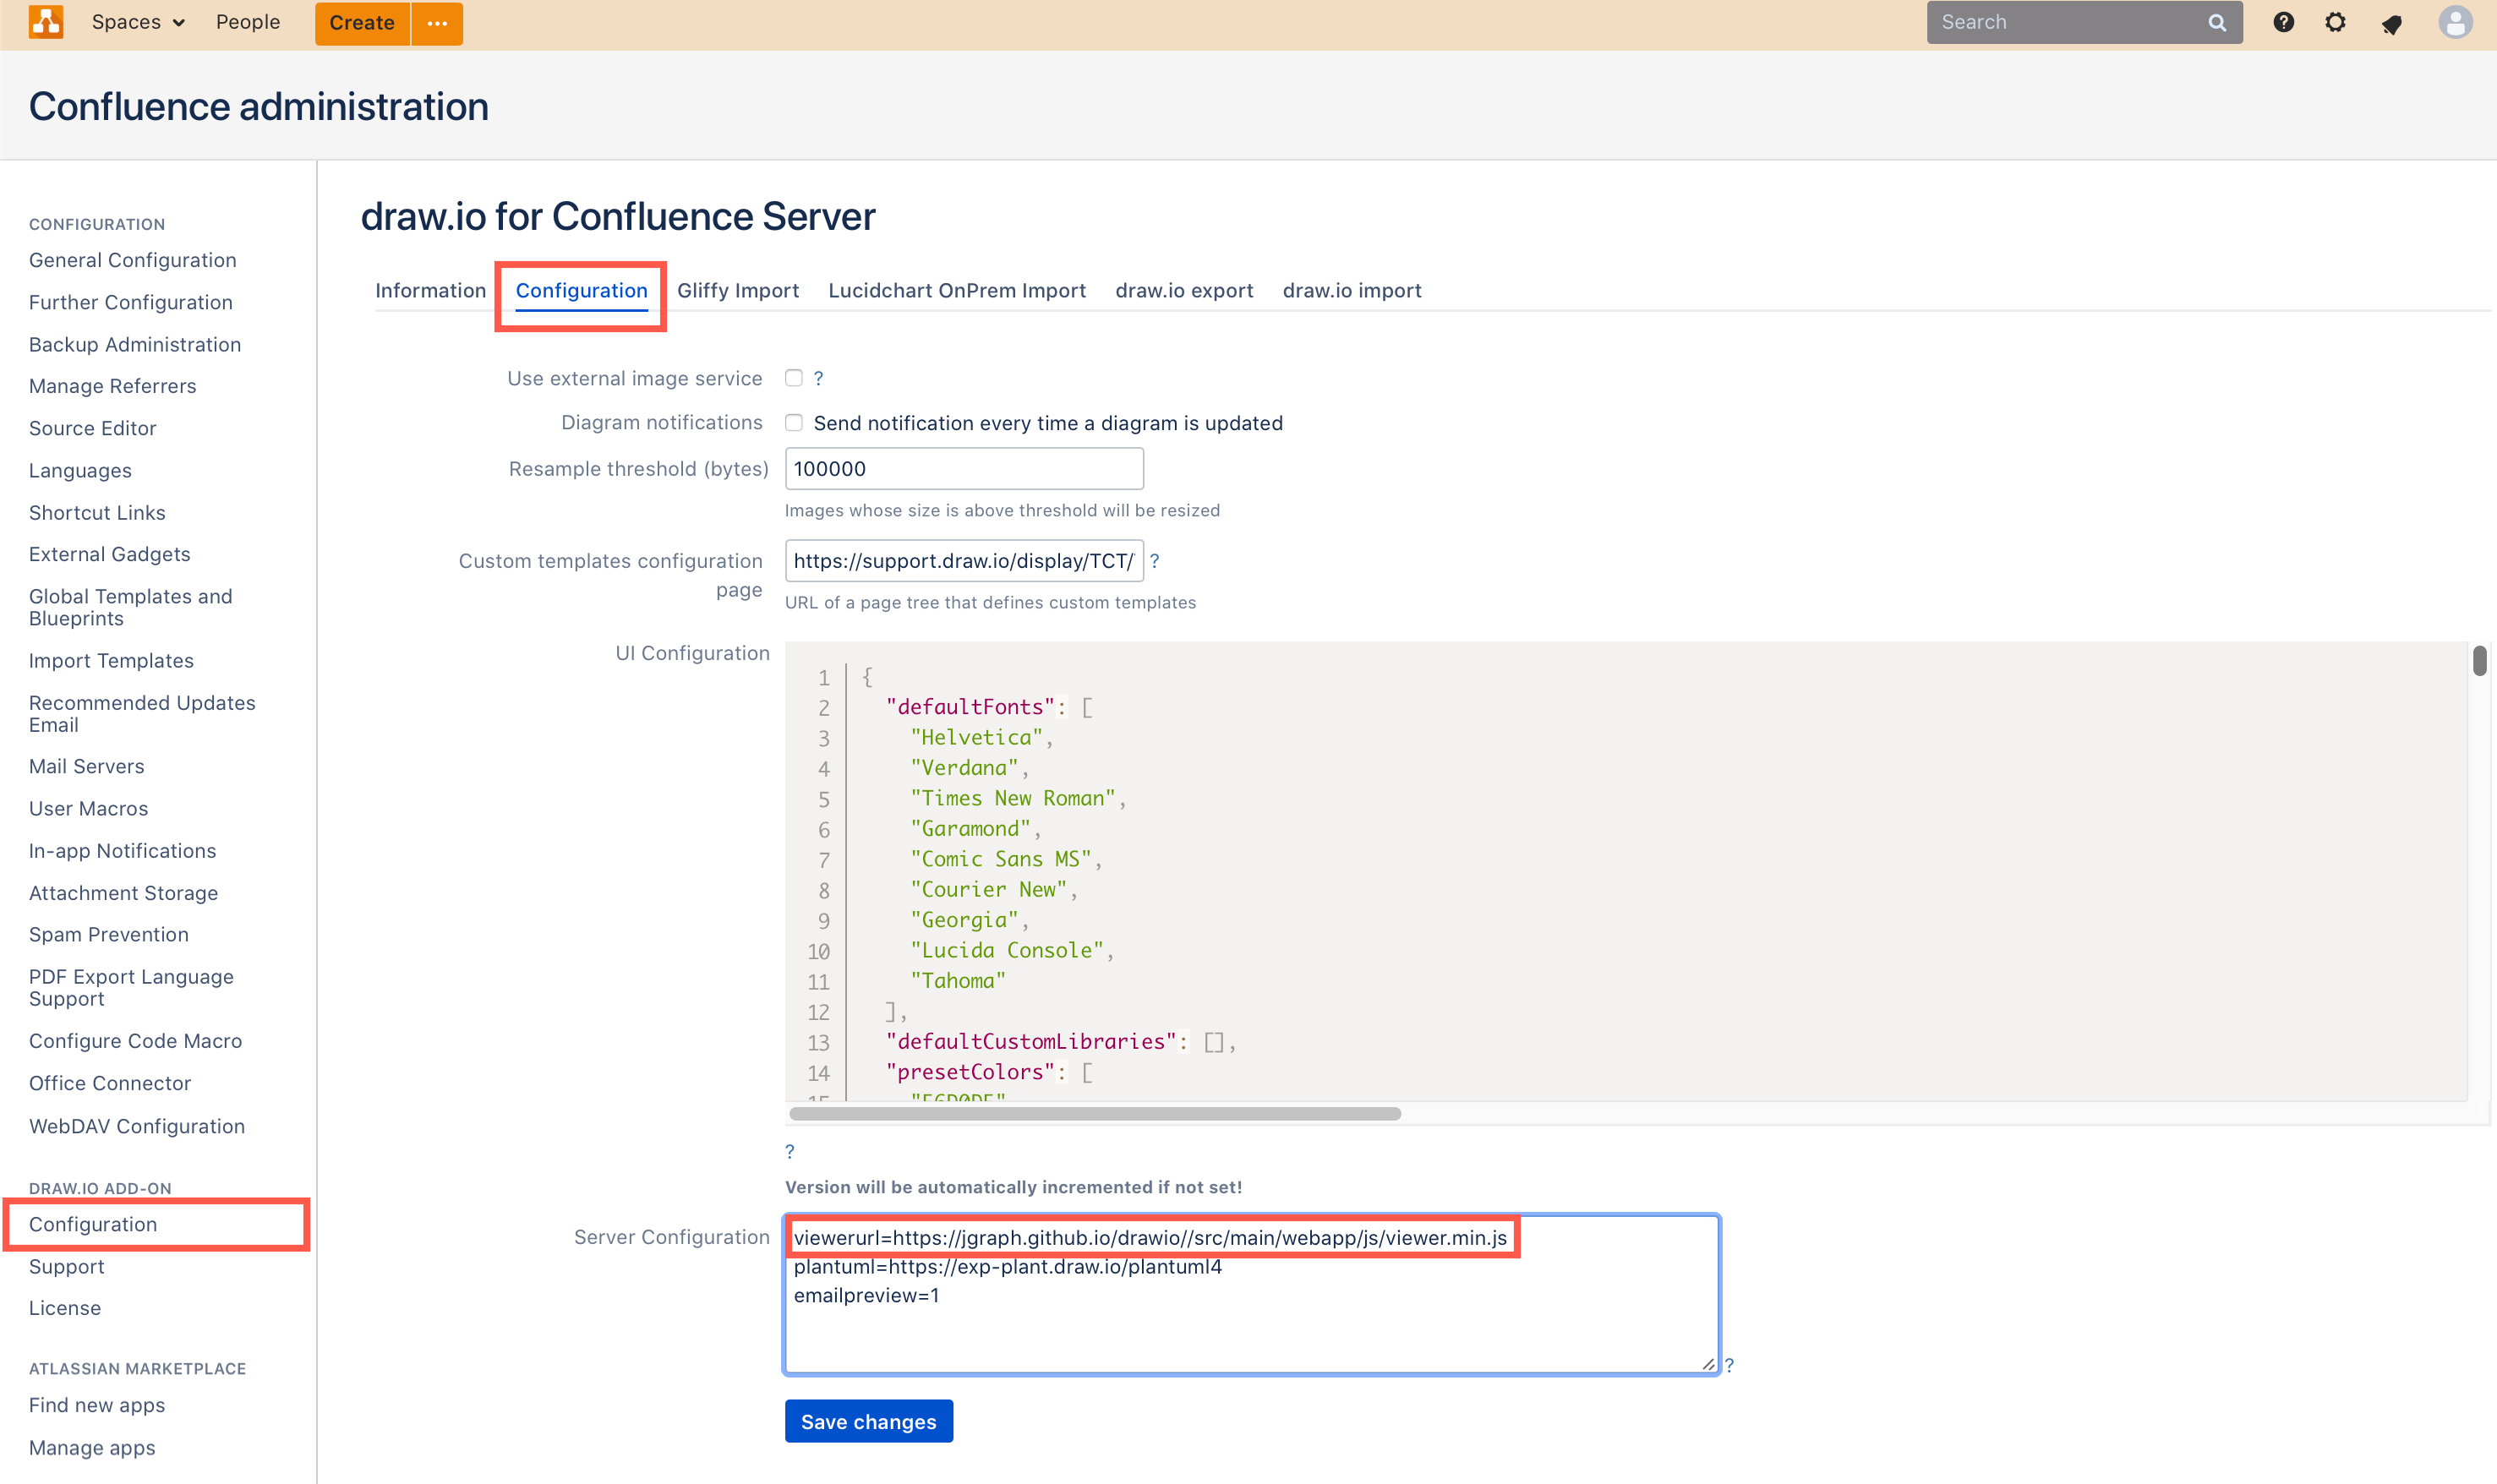 Spaces People Create ··· Search
Confluence administration
CONFIGURATION
General Configuration
Further Configuration
Backup Administration
Manage Referrers
Source Editor
Languages
Shortcut Links
External Gadgets
Global Templates and
Blueprints
Import Templates
Recommended Updates
Email
Mail Servers
User Macros
In-app Notifications
Attachment Storage
Spam Prevention
PDF Export Language
Support
Configure Code Macro
Office Connector
WebDAV Configuration
DRAW.IO ADD-ON
Configuration
Support
License
ATLASSIAN MARKETPLACE
Find new apps
Manage apps
draw.io for Confluence Server
Information Configuration Gliffy Import Lucidchart OnPrem Import draw.io export draw.io import
Use external image service ?
Diagram notifications Send notification every time a diagram is updated
Resample threshold (bytes) 100000
Images whose size is above threshold will be resized
Custom templates configuration page https://support.draw.io/display/TCT/ ?
URL of a page tree that defines custom templates
UI Configuration
1 {
2 "defaultFonts": [
3 "Helvetica",
4 "Verdana",
5 "Times New Roman",
6 "Garamond",
7 "Comic Sans MS",
8 "Courier New",
9 "Georgia",
10 "Lucida Console",
11 "Tahoma"
12 ],
13 "defaultCustomLibraries": [],
14 "presetColors": [
15
?
Version will be automatically incremented if not set!
Server Configuration
viewerurl=https://jgraph.github.io/drawio//src/main/webapp/js/viewer.min.js
plantuml=https://exp-plant.draw.io/plantuml4
emailpreview=1
?
Save changes